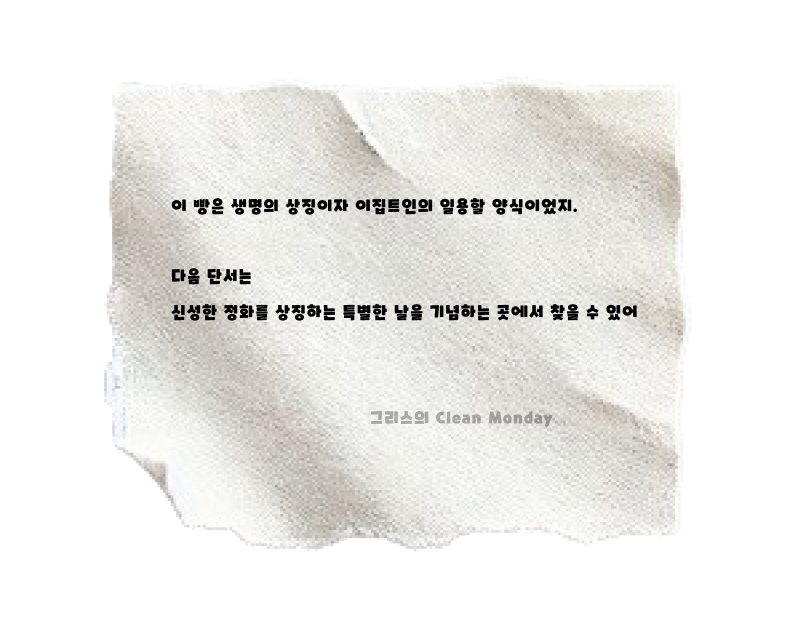 이 빵은 생명의 상징이자 이집트인의 일용할 양식이었지.
다음 단서는
신성한 정화를 상징하는 특별한 날을 기념하는 곳에서 찾을 수 있어
그리스의 Clean Monday